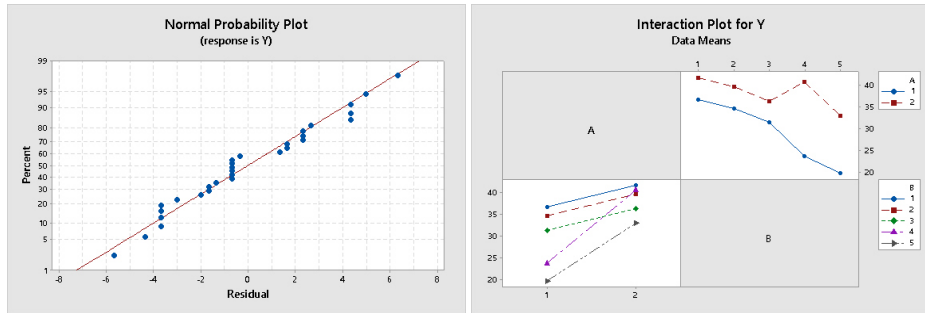 Normal Probability Plot
(response is Y)
99
95
90
80
70
60
50
40
30
20
10
5
1
Percent
-8 -6 -4 -2 0 2 4 6 8
Residual
Interaction Plot for Y
Data Means
1 2 3 4 5
A
40
35
30
25
20
A
1
2
40
35
30
25
20
B
1 2
B
1
2
3
4
5